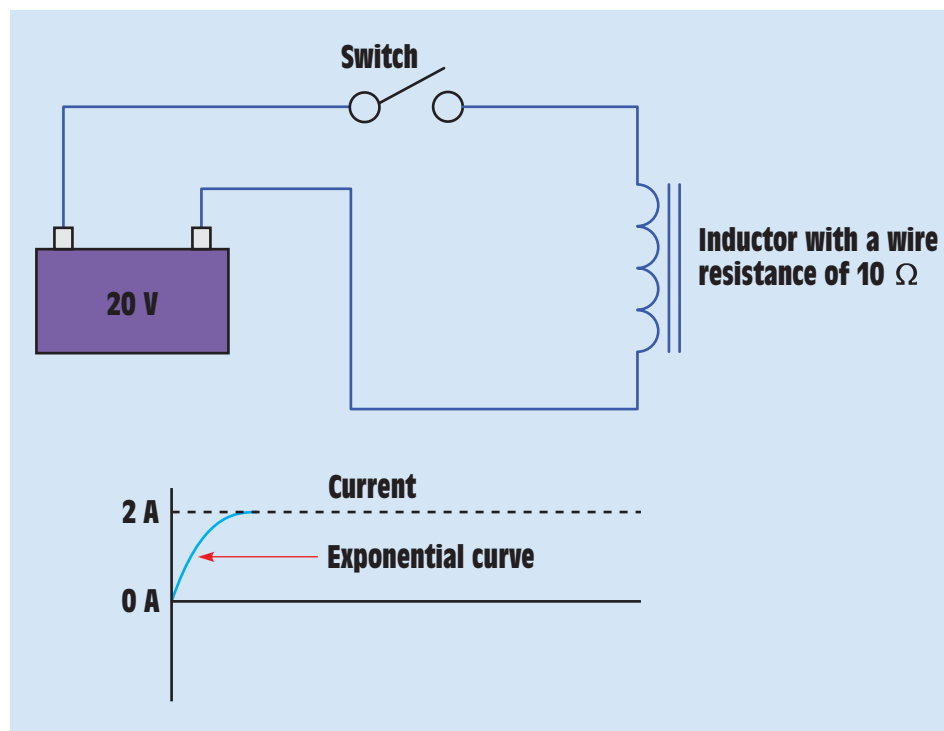 Switch
20 V
Inductor with a wire
resistance of 10 Ω
Current
2 A
Exponential curve
0 A